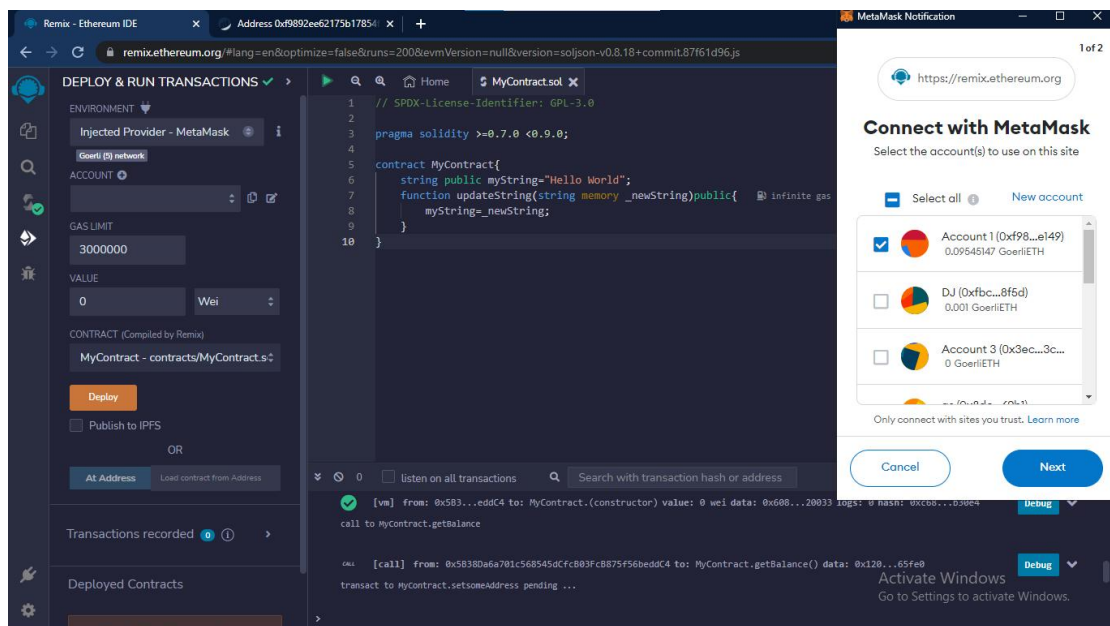 Remix - Ethereum IDE
Address 0xf9892ee62175b17854
remix.ethereum.org/#lang=en&optimize=false&runs=200&evmVersion=null&version=soljson-v0.8.18+commit.87f61d96.js
DEPLOY & RUN TRANSACTIONS
ENVIRONMENT
Injected Provider - MetaMask
Goerli (5) network
ACCOUNT
GAS LIMIT
3000000
VALUE
0 Wei
CONTRACT (Compiled by Remix)
MyContract - contracts/MyContract.s
Deploy
Publish to IPFS
OR
At Address Load contract from Address
Transactions recorded 0
Deployed Contracts
Home MyContract.sol
1 // SPDX-License-Identifier: GPL-3.0
2
3 pragma solidity >=0.7.0 <0.9.0;
4
5 contract MyContract{
6 string public myString="Hello World";
7 function updateString(string memory _newString)public{ infinite gas
8 myString=_newString;
9 }
10 }
0 listen on all transactions Search with transaction hash or address
[vm] from: 0x5B3...eddC4 to: MyContract.(constructor) value: 0 wei data: 0x608...20033 logs: 0 hash: 0xc68...b30e4 Debug
call to MyContract.getBalance
CALL [call] from: 0x5B38Da6a701c568545dCfcB03FcB875f56beddC4 to: MyContract.getBalance() data: 0x120...65fe0 Debug
transact to MyContract.setsomeAddress pending ...
>
MetaMask Notification
1 of 2
https://remix.ethereum.org
Connect with MetaMask
Select the account(s) to use on this site
Select all New account
Account 1 (0xf98...e149)
0.09545147 GoerliETH
DJ (0xfbc...8f5d)
0.001 GoerliETH
Account 3 (0x3ec...3c...
0 GoerliETH
Only connect with sites you trust. Learn more
Cancel Next
Activate Windows
Go to Settings to activate Windows.